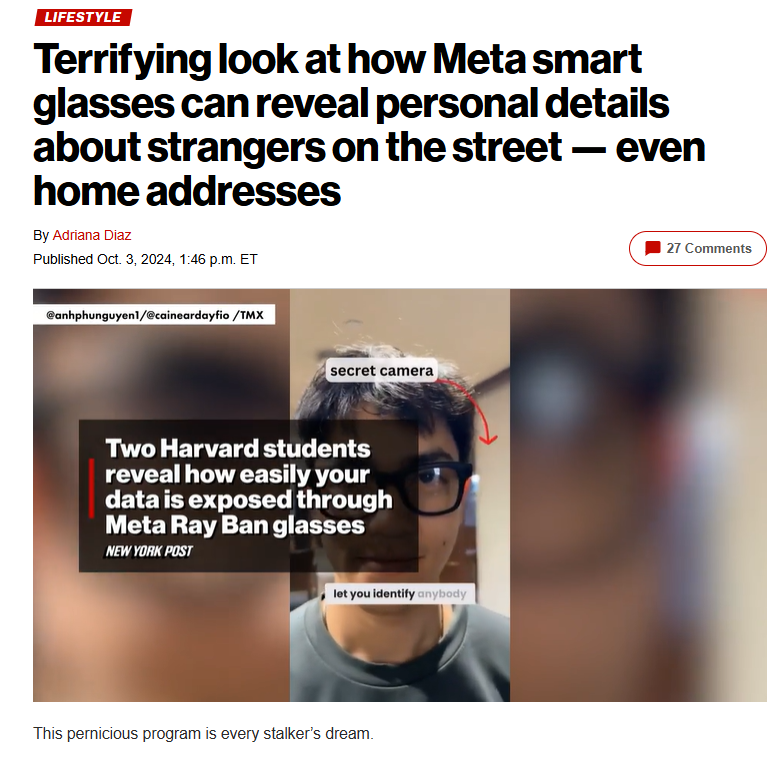 LIFESTYLE
Terrifying look at how Meta smart
glasses can reveal personal details
about strangers on the street — even
home addresses
By Adriana Diaz
Published Oct. 3, 2024, 1:46 p.m. ET
27 Comments
@anhphunguyen1/@caineardayfio /TMX
secret camera
Two Harvard students
reveal how easily your
data is exposed through
Meta Ray Ban glasses
NEW YORK POST
let you identify anybody
This pernicious program is every stalker’s dream.